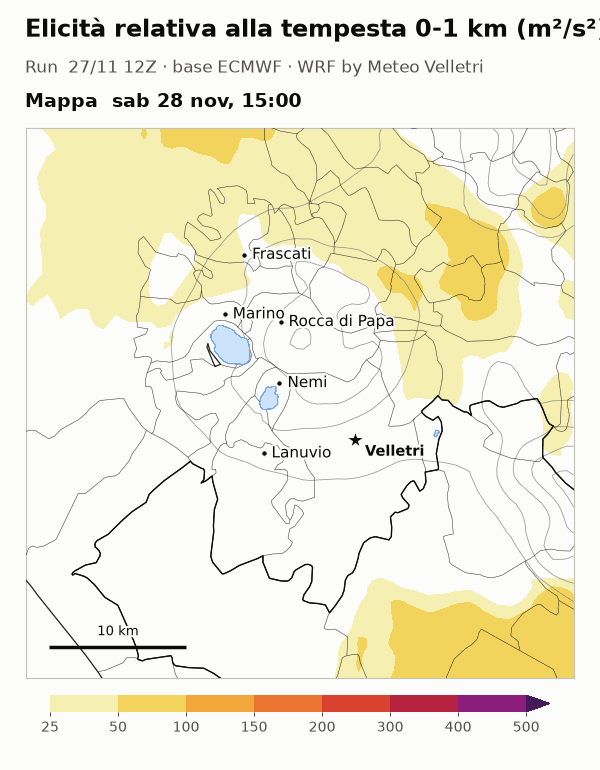 Elicità relativa alla tempesta 0-1 km (m²/s²)
Run 27/11 12Z · base ECMWF · WRF by Meteo Velletri
Mappa sab 28 nov, 15:00
Frascati
Marino
Rocca di Papa
Nemi
Velletri
Lanuvio
10 km
25 50 100 150 200 300 400 500